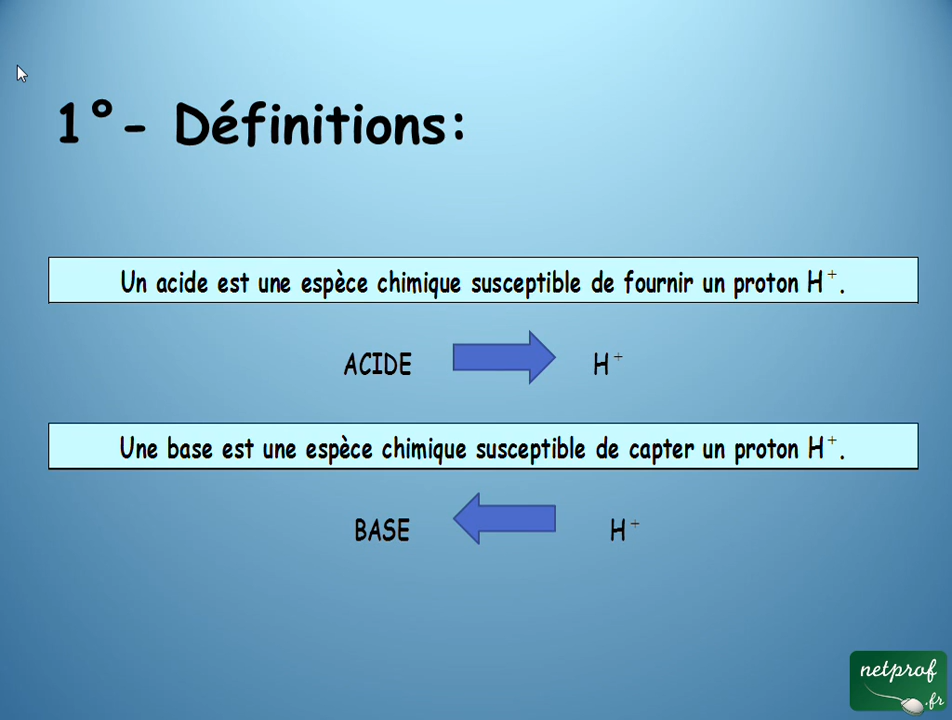 1°- Définitions:
Un acide est une espèce chimique susceptible de fournir un proton H⁺.
ACIDE H⁺
Une base est une espèce chimique susceptible de capter un proton H⁺.
BASE H⁺
netprof
.fr